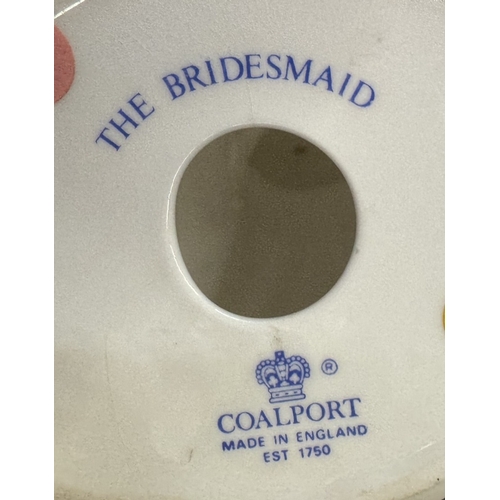 THE BRIDESMAID
®
COALPORT
MADE IN ENGLAND
EST 1750